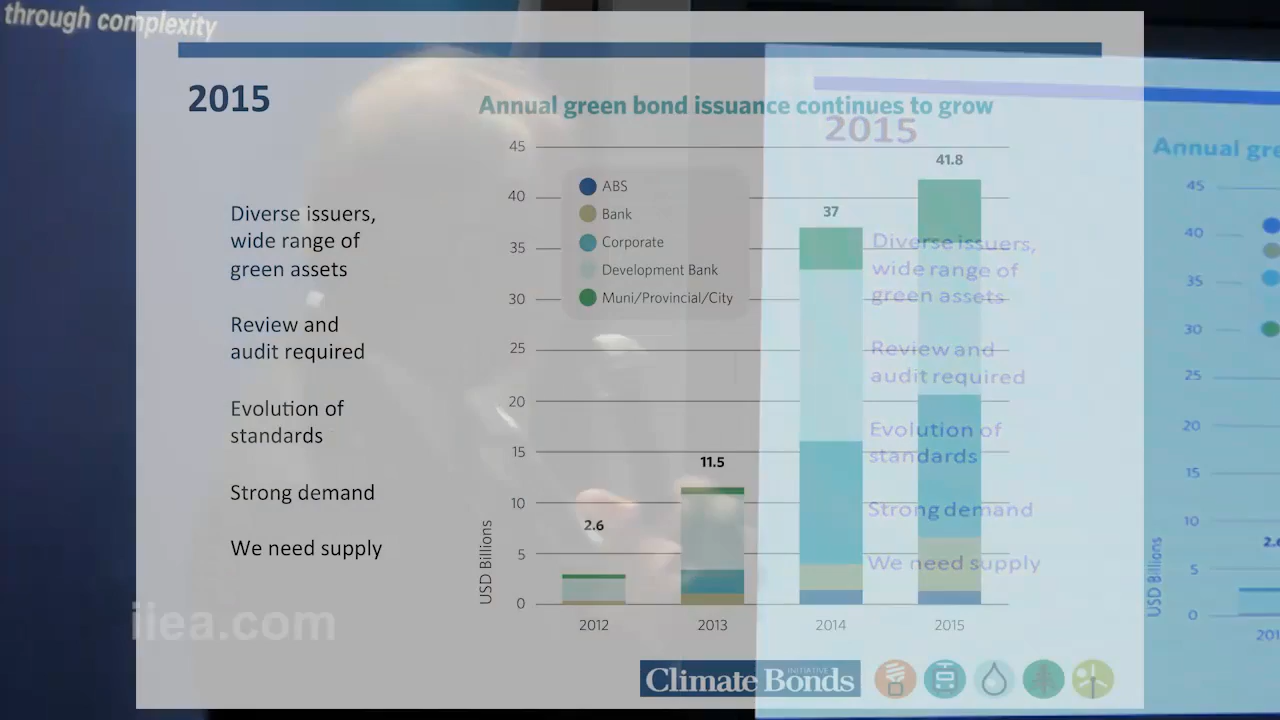 through complexity
2015
Annual green bond issuance continues to grow
Diverse issuers,
wide range of
green assets
Review and
audit required
Evolution of
standards
Strong demand
We need supply
USD Billions
45
40
35
30
25
20
15
10
5
0
ABS
Bank
Corporate
Development Bank
Muni/Provincial/City
2.6
11.5
37
41.8
2012
2013
2014
2015
Climate Bonds
INITIATIVE
ilea.com
2015
Diverse issuers,
wide range of
green assets
Review and
audit required
Evolution of
standards
Strong demand
We need supply
Annual gre
USD Billions
45
40
35
30
25
20
15
10
5
0